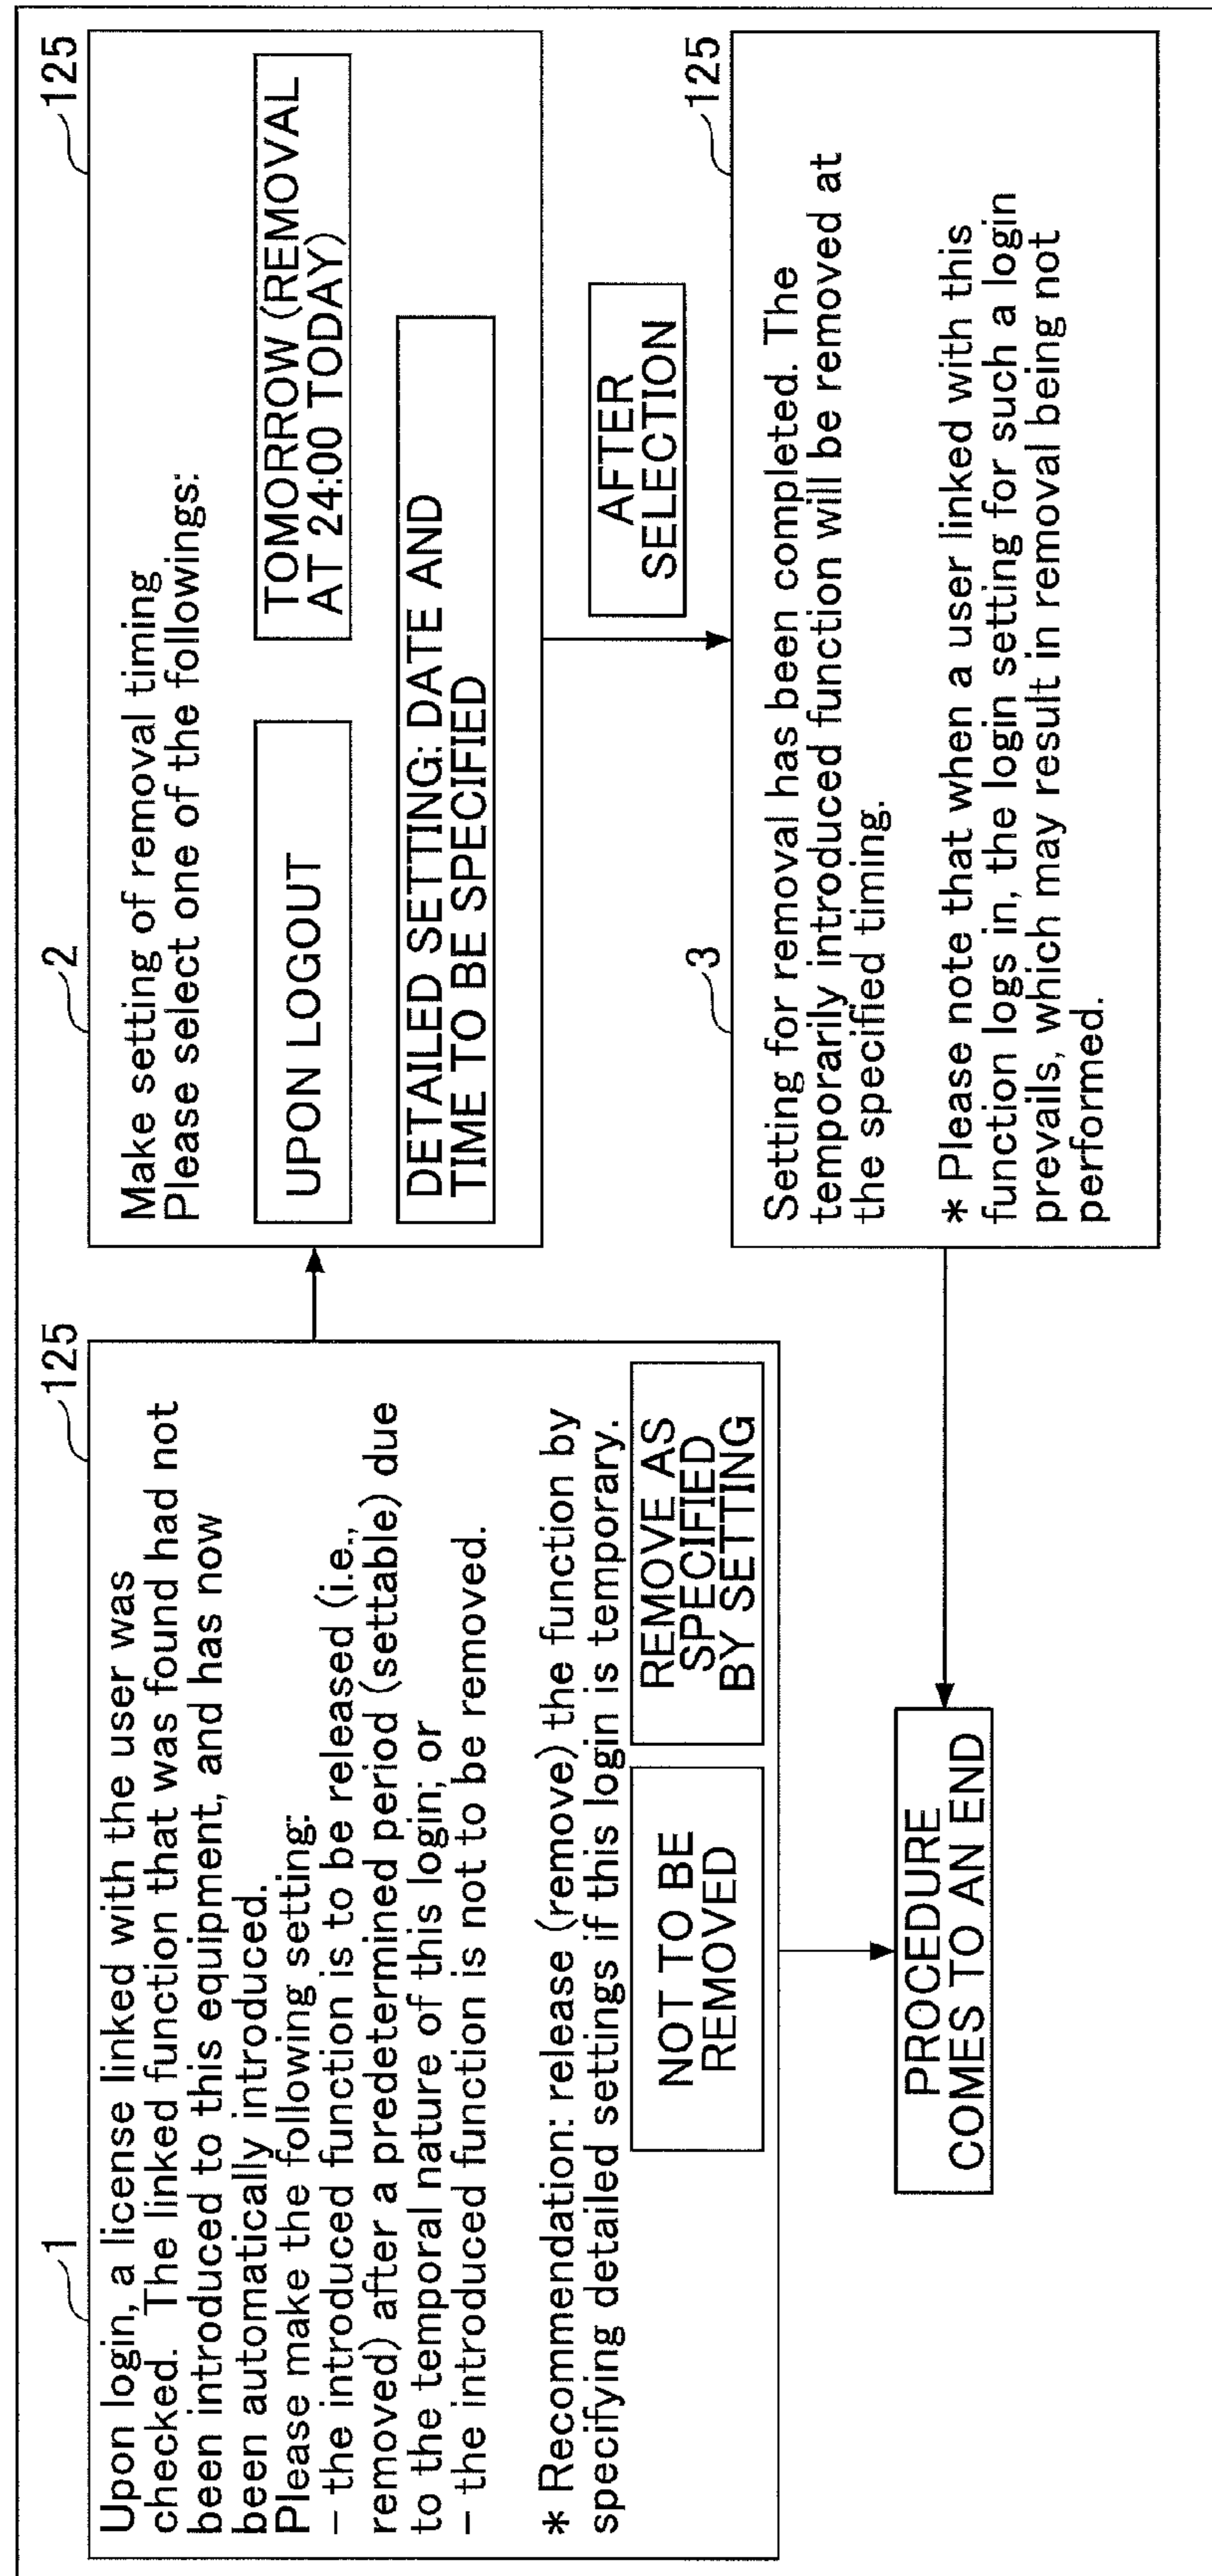 1
125
Upon login, a license linked with the user was
checked. The linked function that was found had not
been introduced to this equipment, and has now
been automatically introduced.
Please make the following setting:
– the introduced function is to be released (i.e.,
removed) after a predetermined period (settable) due
to the temporal nature of this login; or
– the introduced function is not to be removed.
* Recommendation: release (remove) the function by
specifying detailed settings if this login is temporary.
NOT TO BE
REMOVED
REMOVE AS
SPECIFIED
BY SETTING
2
125
Make setting of removal timing
Please select one of the followings:
UPON LOGOUT
TOMORROW (REMOVAL
AT 24:00 TODAY)
DETAILED SETTING: DATE AND
TIME TO BE SPECIFIED
AFTER
SELECTION
3
125
Setting for removal has been completed. The
temporarily introduced function will be removed at
the specified timing.
* Please note that when a user linked with this
function logs in, the login setting for such a login
prevails, which may result in removal being not
performed.
PROCEDURE
COMES TO AN END